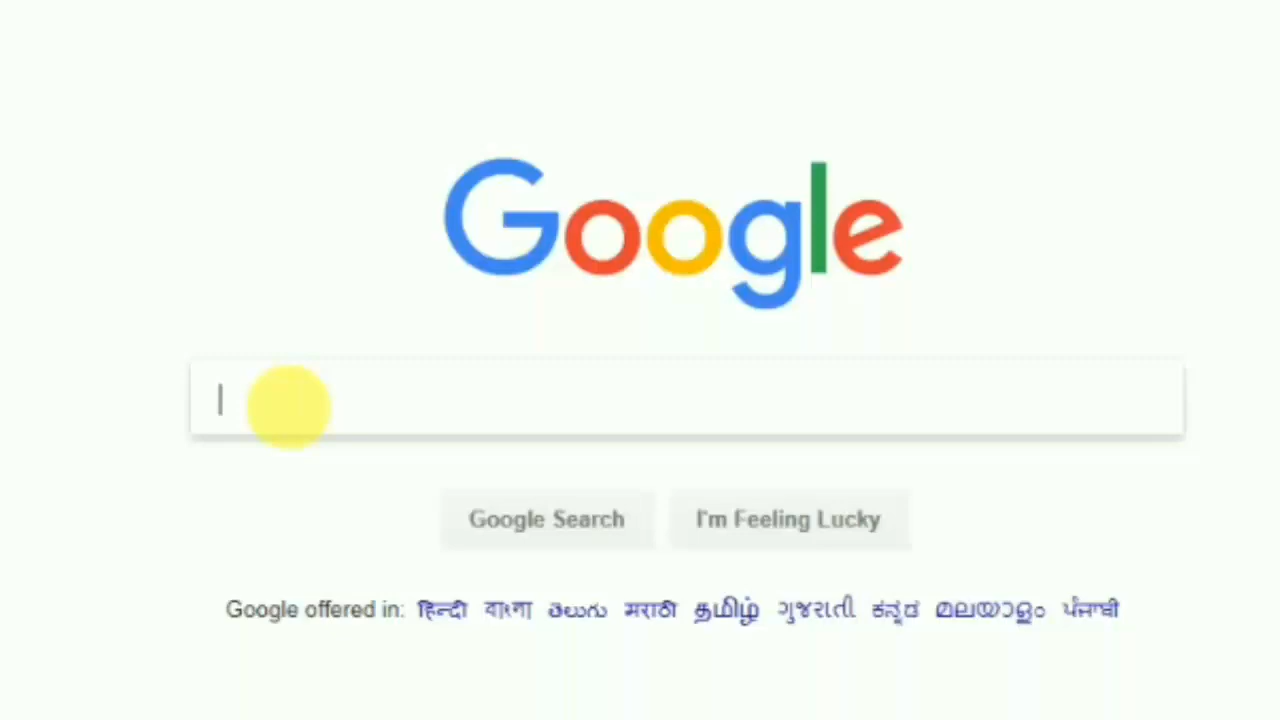 Google
Google Search I'm Feeling Lucky
Google offered in: हिन्दी বাংলা తెలుగు मराठी தமிழ் ગુજરાતી ಕನ್ನಡ മലയാളം ਪੰਜਾਬੀ